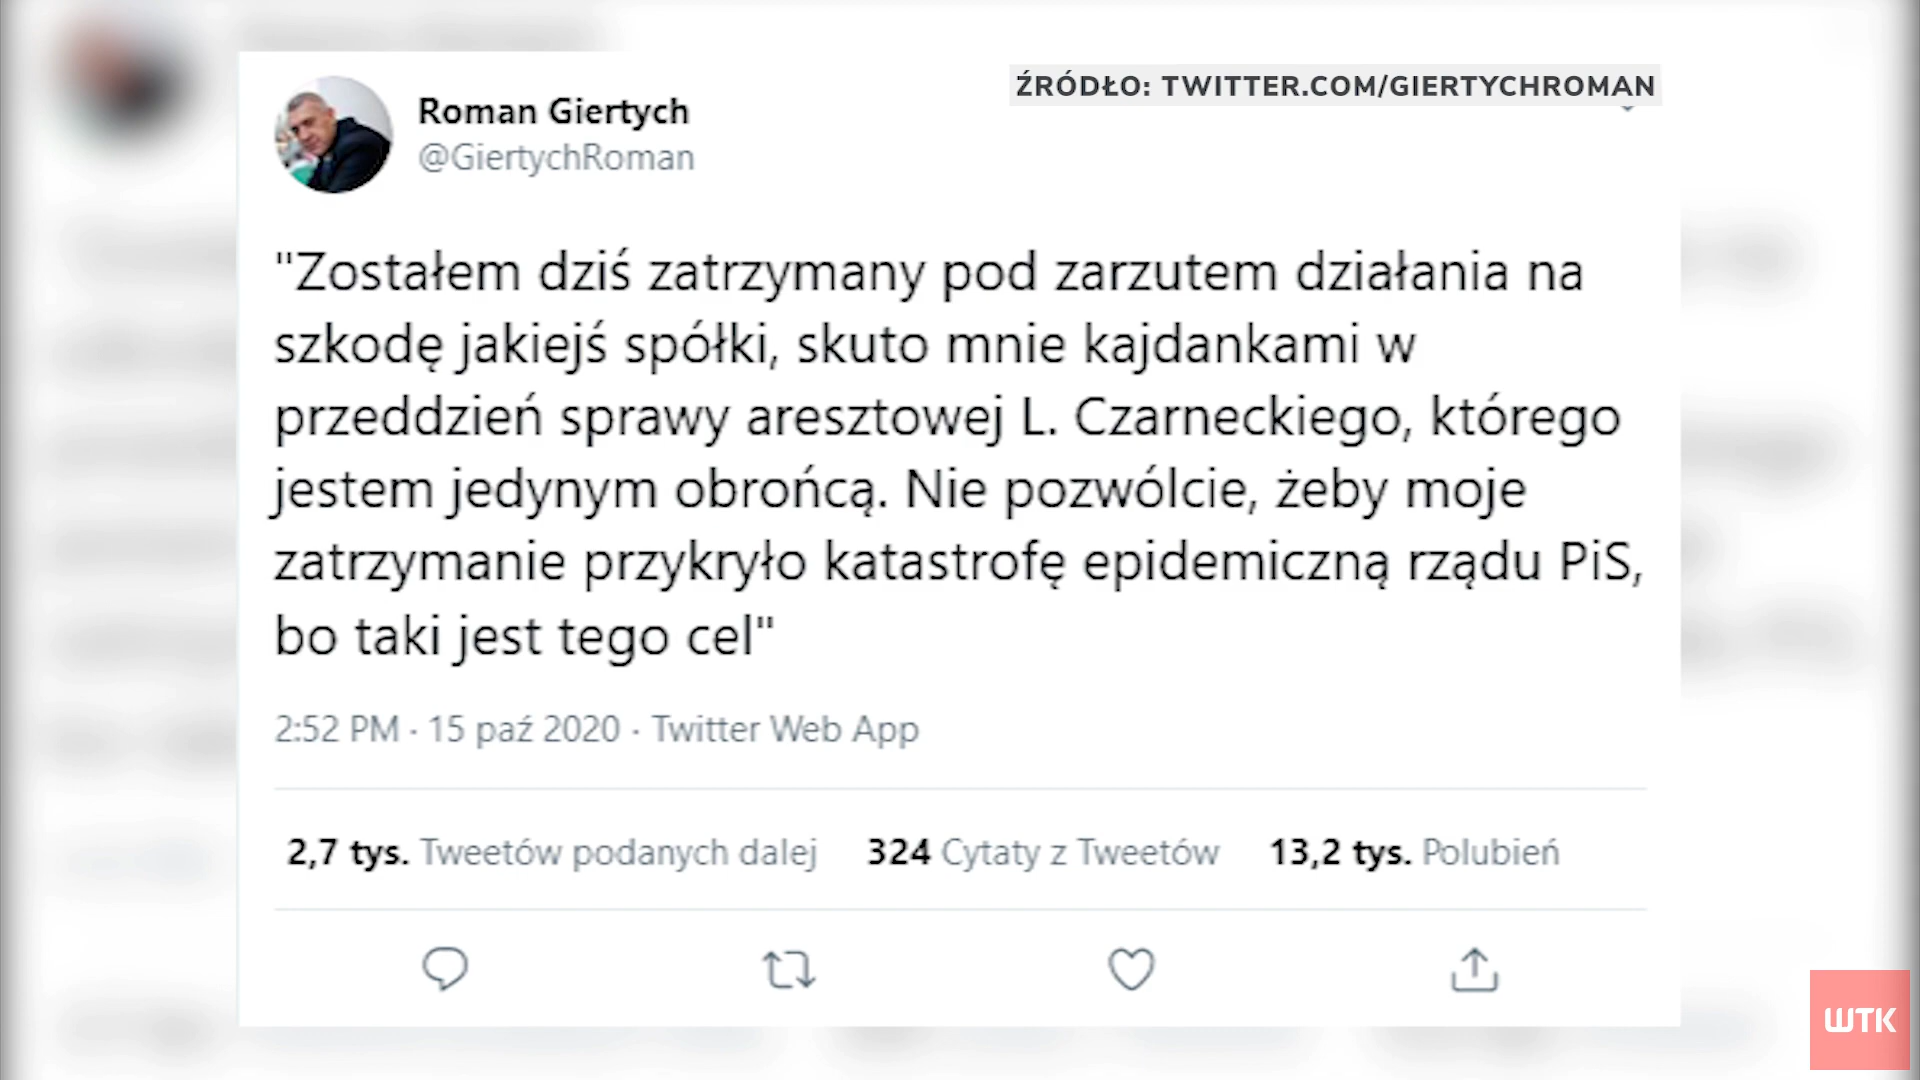 ŹRÓDŁO: TWITTER.COM/GIERTYCHROMAN
Roman Giertych
@GiertychRoman
"Zostałem dziś zatrzymany pod zarzutem działania na
szkodę jakiejś spółki, skuto mnie kajdankami w
przeddzień sprawy aresztowej L. Czarneckiego, którego
jestem jedynym obrońcą. Nie pozwólcie, żeby moje
zatrzymanie przykryło katastrofę epidemiczną rządu PiS,
bo taki jest tego cel"
2:52 PM · 15 paź 2020 · Twitter Web App
2,7 tys. Tweetów podanych dalej 324 Cytaty z Tweetów 13,2 tys. Polubień
WTK